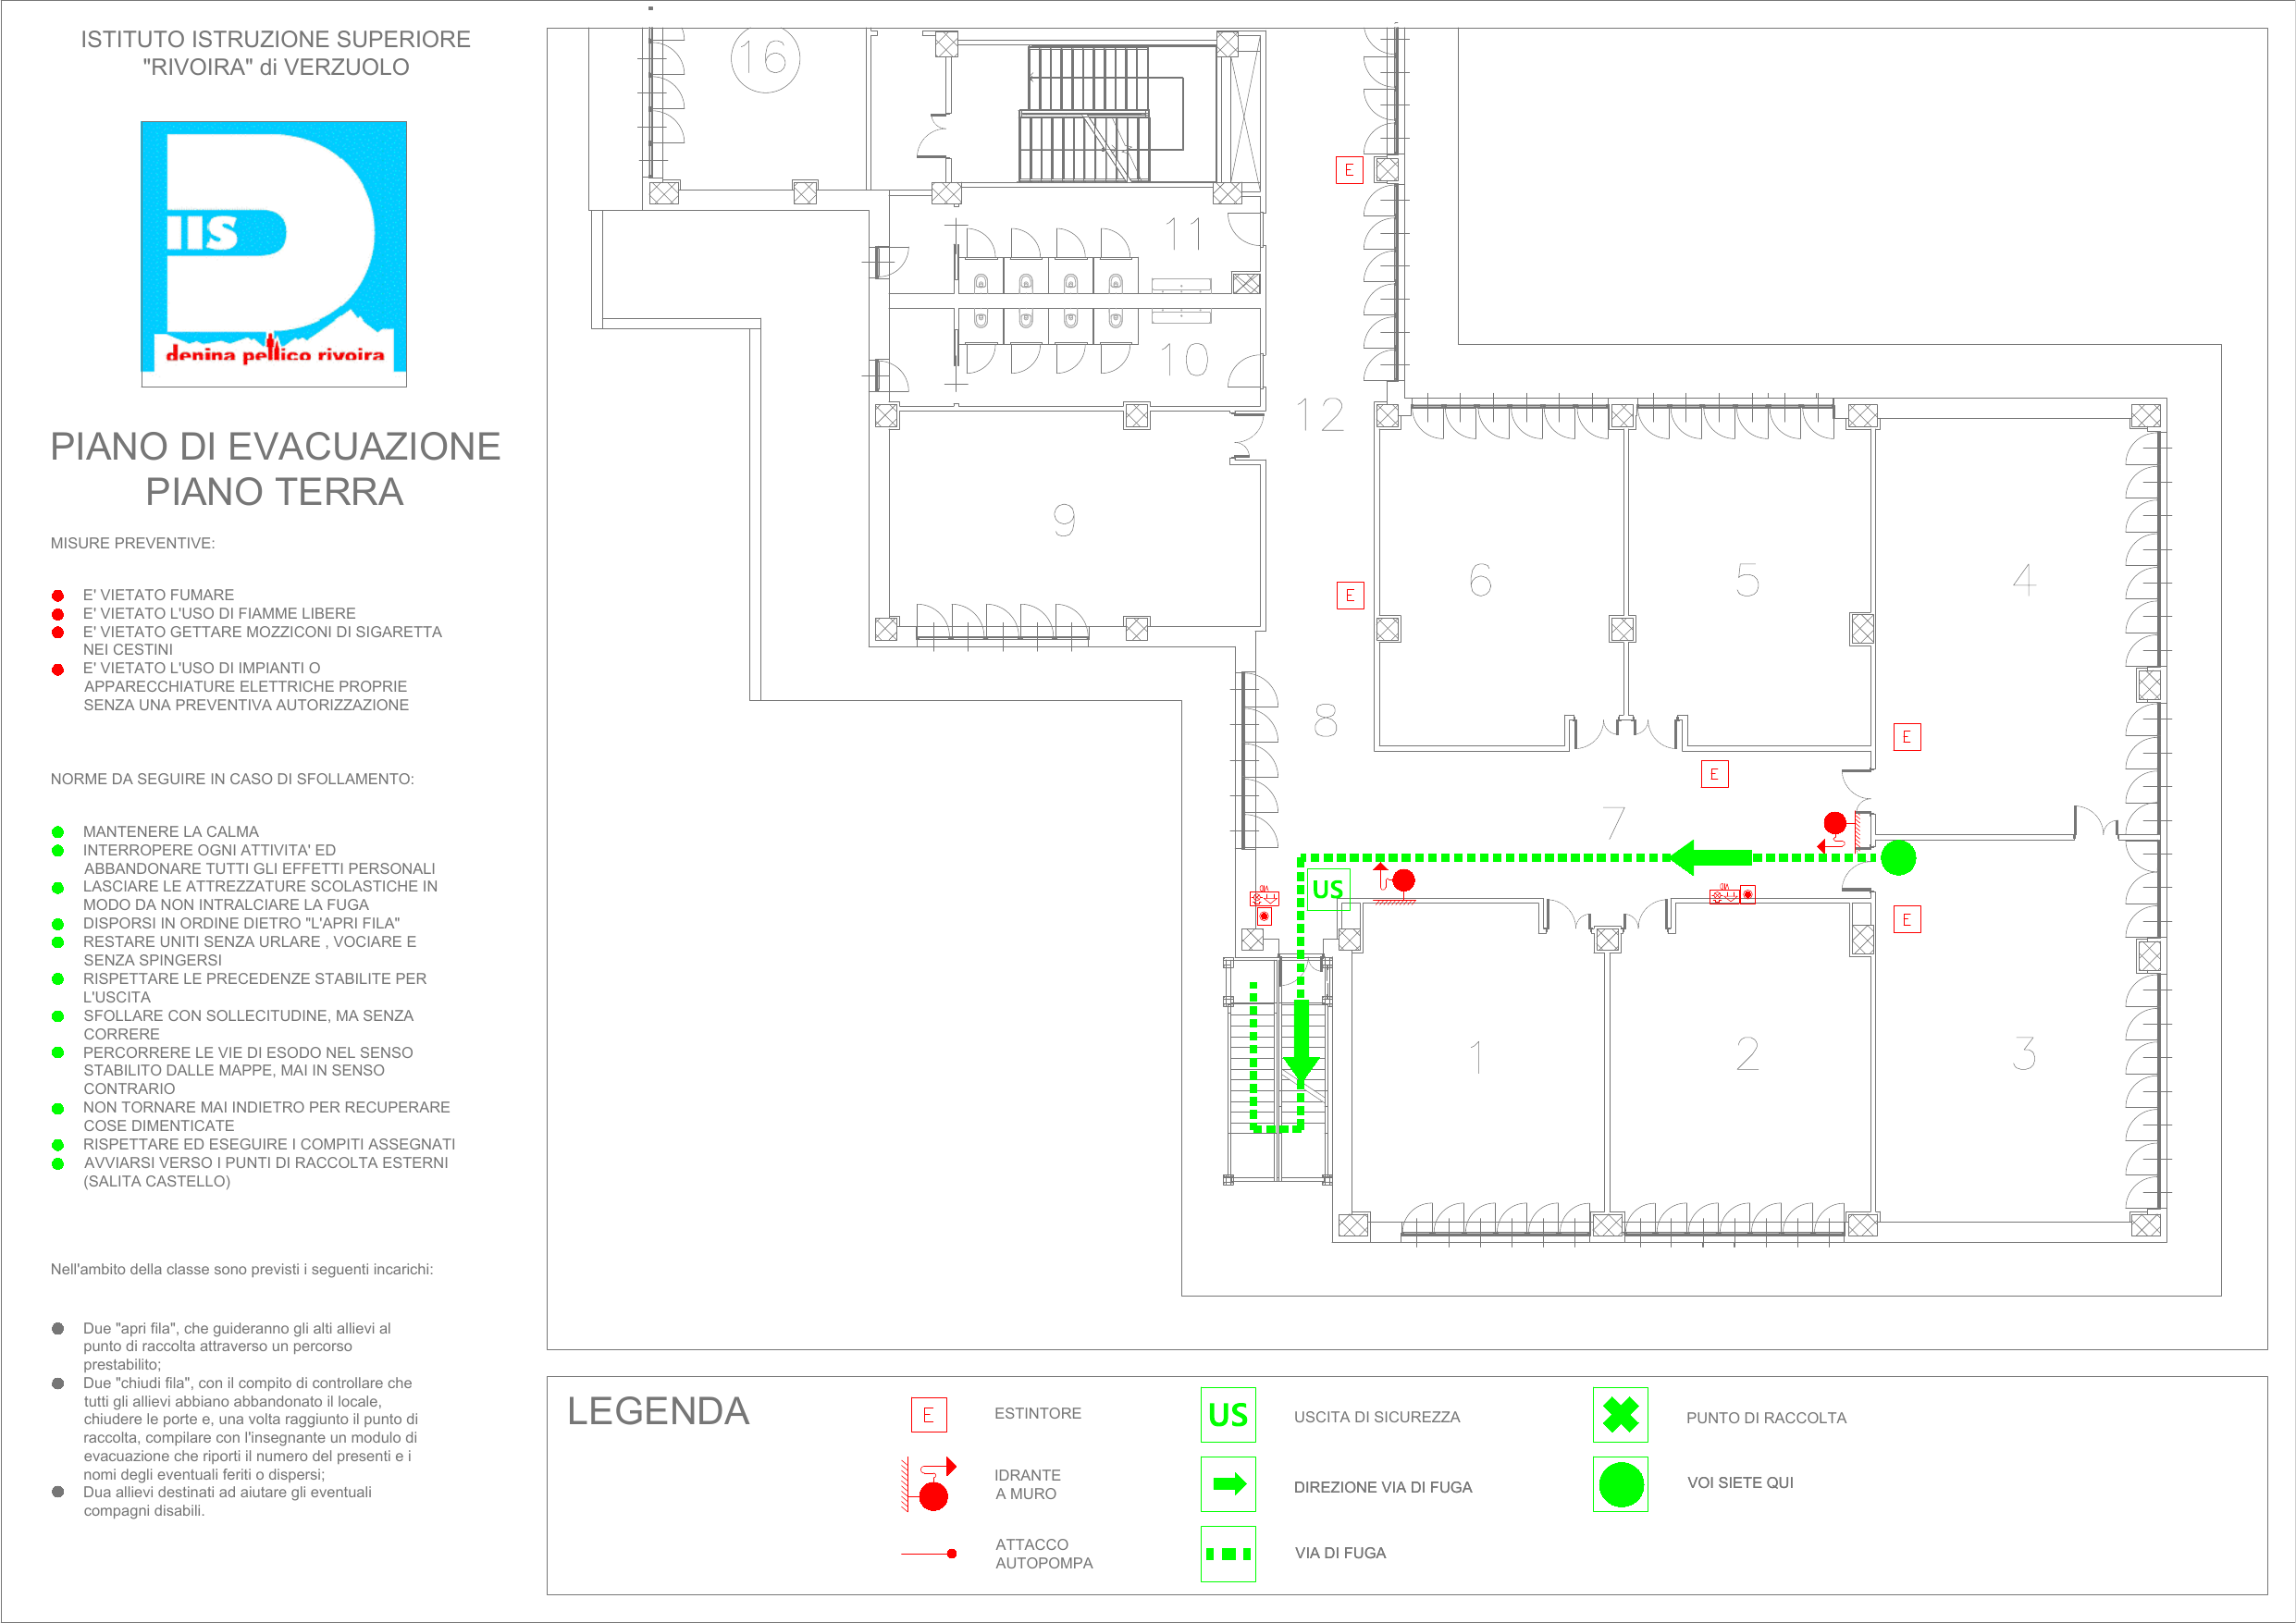 ISTITUTO ISTRUZIONE SUPERIORE
"RIVOIRA" di VERZUOLO
IIS
denina pellico rivoira
PIANO DI EVACUAZIONE
PIANO TERRA
MISURE PREVENTIVE:
E' VIETATO FUMARE
E' VIETATO L'USO DI FIAMME LIBERE
E' VIETATO GETTARE MOZZICONI DI SIGARETTA
NEI CESTINI
E' VIETATO L'USO DI IMPIANTI O
APPARECCHIATURE ELETTRICHE PROPRIE
SENZA UNA PREVENTIVA AUTORIZZAZIONE
NORME DA SEGUIRE IN CASO DI SFOLLAMENTO:
MANTENERE LA CALMA
INTERROPERE OGNI ATTIVITA' ED
ABBANDONARE TUTTI GLI EFFETTI PERSONALI
LASCIARE LE ATTREZZATURE SCOLASTICHE IN
MODO DA NON INTRALCIARE LA FUGA
DISPORSI IN ORDINE DIETRO "L'APRI FILA"
RESTARE UNITI SENZA URLARE , VOCIARE E
SENZA SPINGERSI
RISPETTARE LE PRECEDENZE STABILITE PER
L'USCITA
SFOLLARE CON SOLLECITUDINE, MA SENZA
CORRERE
PERCORRERE LE VIE DI ESODO NEL SENSO
STABILITO DALLE MAPPE, MAI IN SENSO
CONTRARIO
NON TORNARE MAI INDIETRO PER RECUPERARE
COSE DIMENTICATE
RISPETTARE ED ESEGUIRE I COMPITI ASSEGNATI
AVVIARSI VERSO I PUNTI DI RACCOLTA ESTERNI
(SALITA CASTELLO)
Nell'ambito della classe sono previsti i seguenti incarichi:
Due "apri fila", che guideranno gli alti allievi al
punto di raccolta attraverso un percorso
prestabilito;
Due "chiudi fila", con il compito di controllare che
tutti gli allievi abbiano abbandonato il locale,
chiudere le porte e, una volta raggiunto il punto di
raccolta, compilare con l'insegnante un modulo di
evacuazione che riporti il numero del presenti e i
nomi degli eventuali feriti o dispersi;
Dua allievi destinati ad aiutare gli eventuali
compagni disabili.
16
E
11
10
12
9
6
5
4
E
8
E
E
7
US
E
1
2
3
LEGENDA
E
ESTINTORE
IDRANTE
A MURO
ATTACCO
AUTOPOMPA
US
USCITA DI SICUREZZA
DIREZIONE VIA DI FUGA
VIA DI FUGA
PUNTO DI RACCOLTA
VOI SIETE QUI